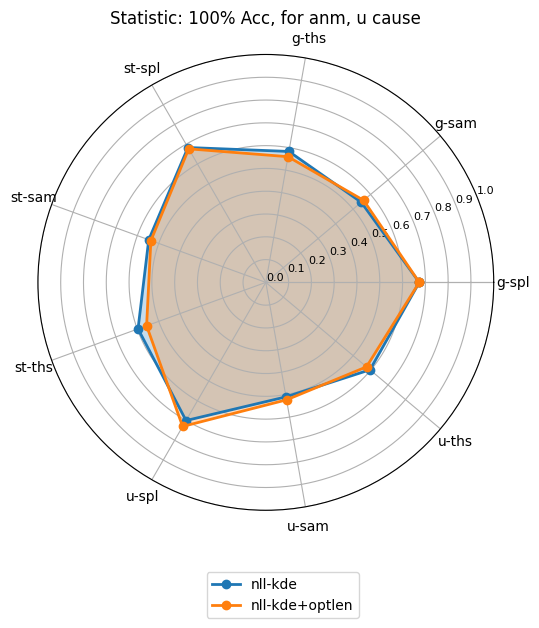 Statistic: 100% Acc, for anm, u cause
g-ths
st-spl
g-sam
st-sam
1.0
0.9
0.8
0.7
0.6
0.5
0.4
0.3
0.2
0.1
0.0
g-spl
st-ths
u-ths
u-spl
u-sam
nll-kde
nll-kde+optlen